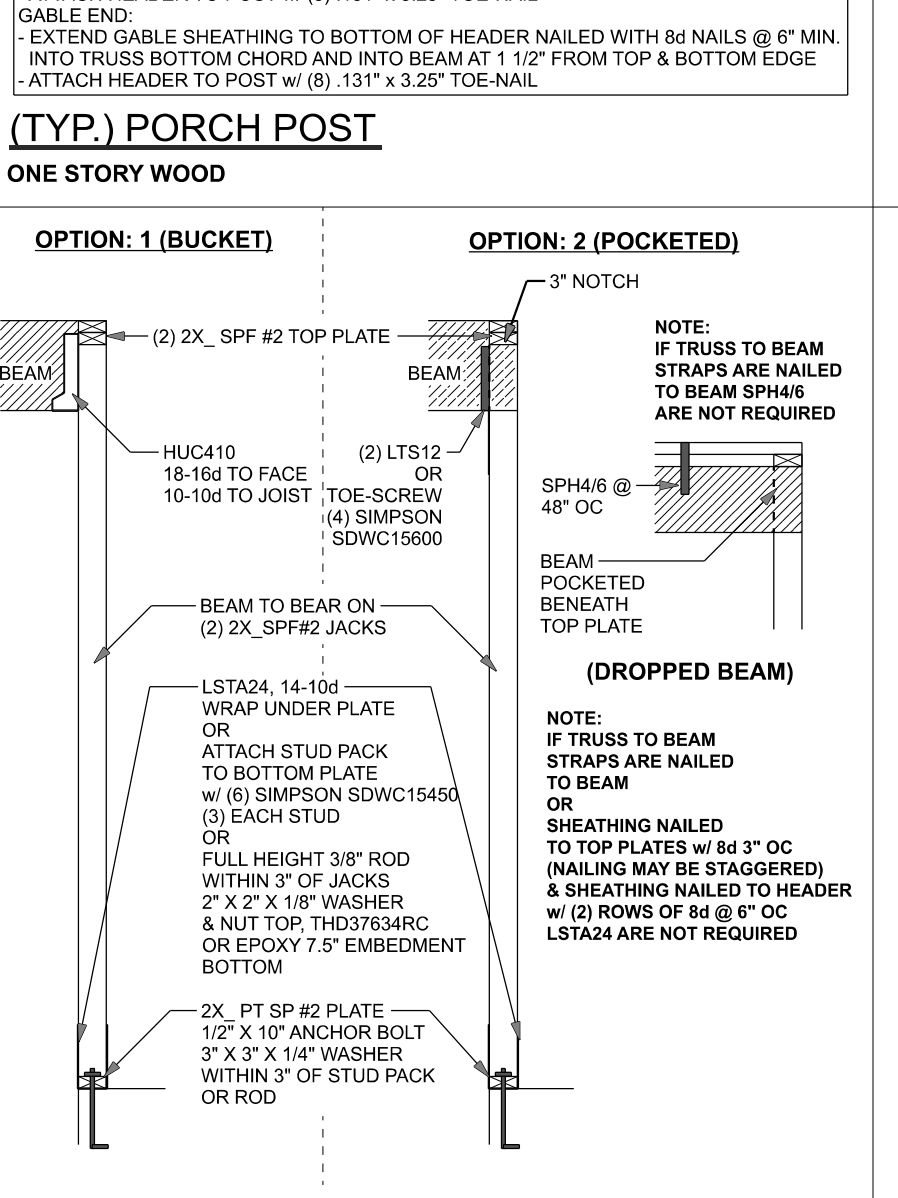 GABLE END:
- EXTEND GABLE SHEATHING TO BOTTOM OF HEADER NAILED WITH 8d NAILS @ 6" MIN.
INTO TRUSS BOTTOM CHORD AND INTO BEAM AT 1 1/2" FROM TOP & BOTTOM EDGE
- ATTACH HEADER TO POST w/ (8) .131" x 3.25" TOE-NAIL
(TYP.) PORCH POST
ONE STORY WOOD
OPTION: 1 (BUCKET)
OPTION: 2 (POCKETED)
3" NOTCH
(2) 2X_ SPF #2 TOP PLATE
BEAM
BEAM
NOTE:
IF TRUSS TO BEAM
STRAPS ARE NAILED
TO BEAM SPH4/6
ARE NOT REQUIRED
HUC410
18-16d TO FACE
10-10d TO JOIST
(2) LTS12
OR
TOE-SCREW
(4) SIMPSON
SDWC15600
SPH4/6 @
48" OC
BEAM
POCKETED
BENEATH
TOP PLATE
BEAM TO BEAR ON
(2) 2X_SPF#2 JACKS
(DROPPED BEAM)
LSTA24, 14-10d
WRAP UNDER PLATE
OR
ATTACH STUD PACK
TO BOTTOM PLATE
w/ (6) SIMPSON SDWC15450
(3) EACH STUD
OR
FULL HEIGHT 3/8" ROD
WITHIN 3" OF JACKS
2" X 2" X 1/8" WASHER
& NUT TOP, THD37634RC
OR EPOXY 7.5" EMBEDMENT
BOTTOM
NOTE:
IF TRUSS TO BEAM
STRAPS ARE NAILED
TO BEAM
OR
SHEATHING NAILED
TO TOP PLATES w/ 8d 3" OC
(NAILING MAY BE STAGGERED)
& SHEATHING NAILED TO HEADER
w/ (2) ROWS OF 8d @ 6" OC
LSTA24 ARE NOT REQUIRED
2X_ PT SP #2 PLATE
1/2" X 10" ANCHOR BOLT
3" X 3" X 1/4" WASHER
WITHIN 3" OF STUD PACK
OR ROD